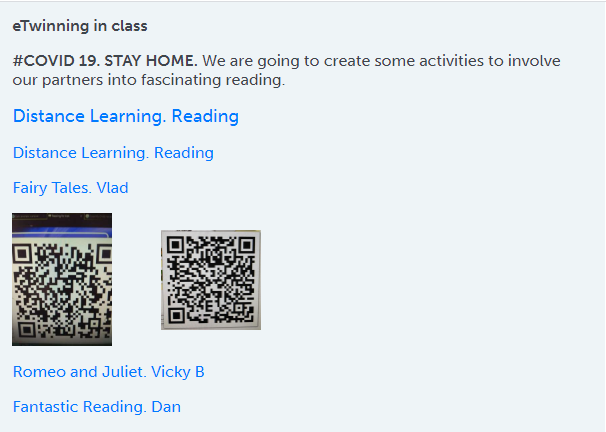 eTwinning in class
#COVID 19. STAY HOME. We are going to create some activities to involve
our partners into fascinating reading.
Distance Learning. Reading
Distance Learning. Reading
Fairy Tales. Vlad
Romeo and Juliet. Vicky B
Fantastic Reading. Dan